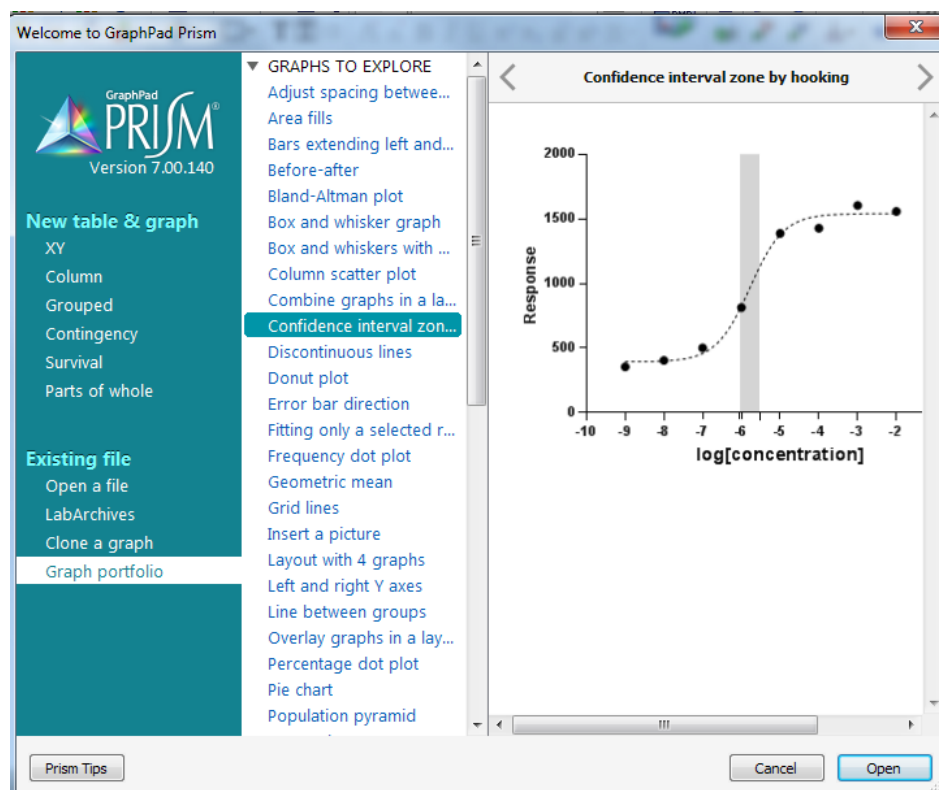 Welcome to GraphPad Prism
GraphPad
PRISM®
Version 7.00.140
New table & graph
XY
Column
Grouped
Contingency
Survival
Parts of whole
Existing file
Open a file
LabArchives
Clone a graph
Graph portfolio
GRAPHS TO EXPLORE
Adjust spacing betwee...
Area fills
Bars extending left and...
Before-after
Bland-Altman plot
Box and whisker graph
Box and whiskers with ...
Column scatter plot
Combine graphs in a la...
Confidence interval zon...
Discontinuous lines
Donut plot
Error bar direction
Fitting only a selected r...
Frequency dot plot
Geometric mean
Grid lines
Insert a picture
Layout with 4 graphs
Left and right Y axes
Line between groups
Overlay graphs in a lay...
Percentage dot plot
Pie chart
Population pyramid
Confidence interval zone by hooking
2000
1500
1000
500
0
Response
-10 -9 -8 -7 -6 -5 -4 -3 -2
log[concentration]
Prism Tips
Cancel
Open